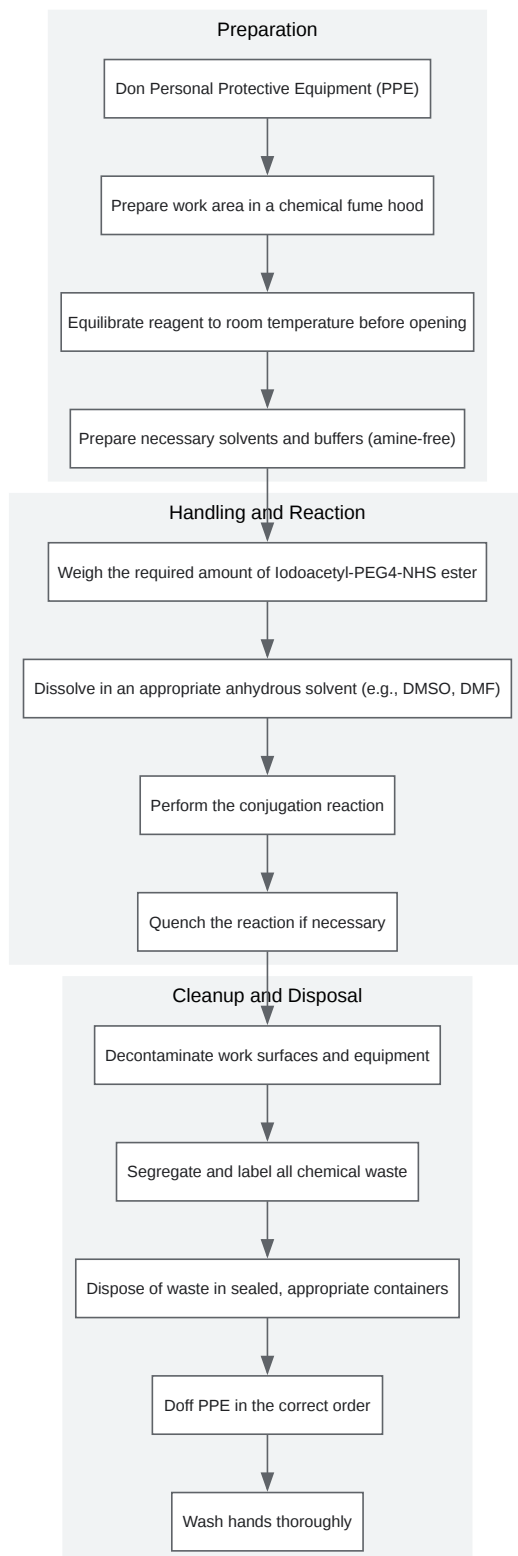 Preparation
Don Personal Protective Equipment (PPE)
Prepare work area in a chemical fume hood
Equilibrate reagent to room temperature before opening
Prepare necessary solvents and buffers (amine-free)
Handling and Reaction
Weigh the required amount of Iodoacetyl-PEG4-NHS ester
Dissolve in an appropriate anhydrous solvent (e.g., DMSO, DMF)
Perform the conjugation reaction
Quench the reaction if necessary
Cleanup and Disposal
Decontaminate work surfaces and equipment
Segregate and label all chemical waste
Dispose of waste in sealed, appropriate containers
Doff PPE in the correct order
Wash hands thoroughly